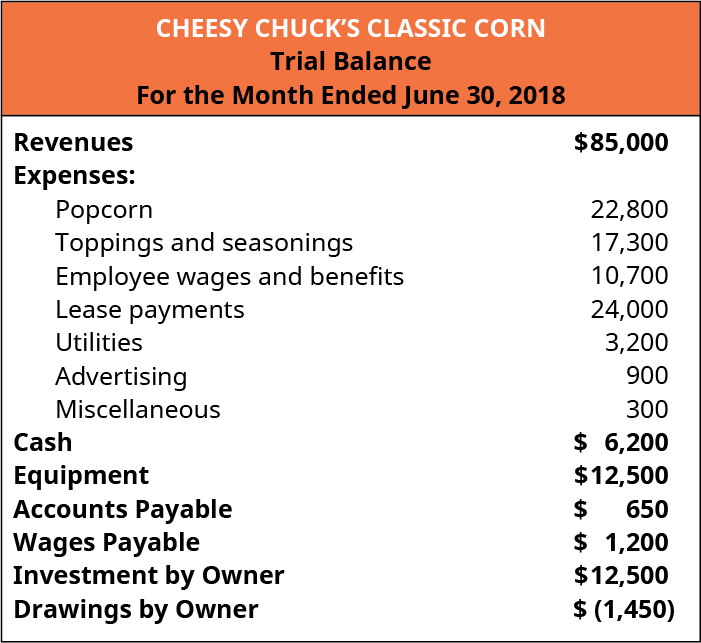 CHEESY CHUCK’S CLASSIC CORN
Trial Balance
For the Month Ended June 30, 2018
Revenues $85,000
Expenses:
Popcorn 22,800
Toppings and seasonings 17,300
Employee wages and benefits 10,700
Lease payments 24,000
Utilities 3,200
Advertising 900
Miscellaneous 300
Cash $ 6,200
Equipment $12,500
Accounts Payable $ 650
Wages Payable $ 1,200
Investment by Owner $12,500
Drawings by Owner $ (1,450)